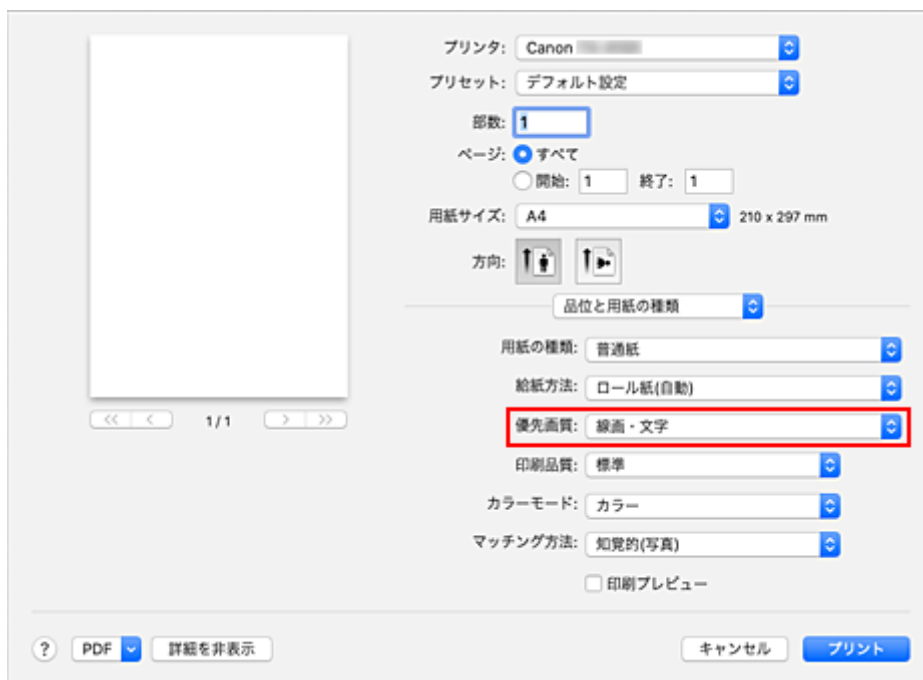 プリンタ: Canon
プリセット: デフォルト設定
部数: 1
ページ: すべて
開始: 1 終了: 1
用紙サイズ: A4 210 x 297 mm
方向:
品位と用紙の種類
用紙の種類: 普通紙
給紙方法: ロール紙(自動)
<< < 1 / 1 > >>
優先画質: 線画・文字
印刷品質: 標準
カラーモード: カラー
マッチング方法: 知覚的(写真)
印刷プレビュー
? PDF 詳細を非表示 キャンセル プリント